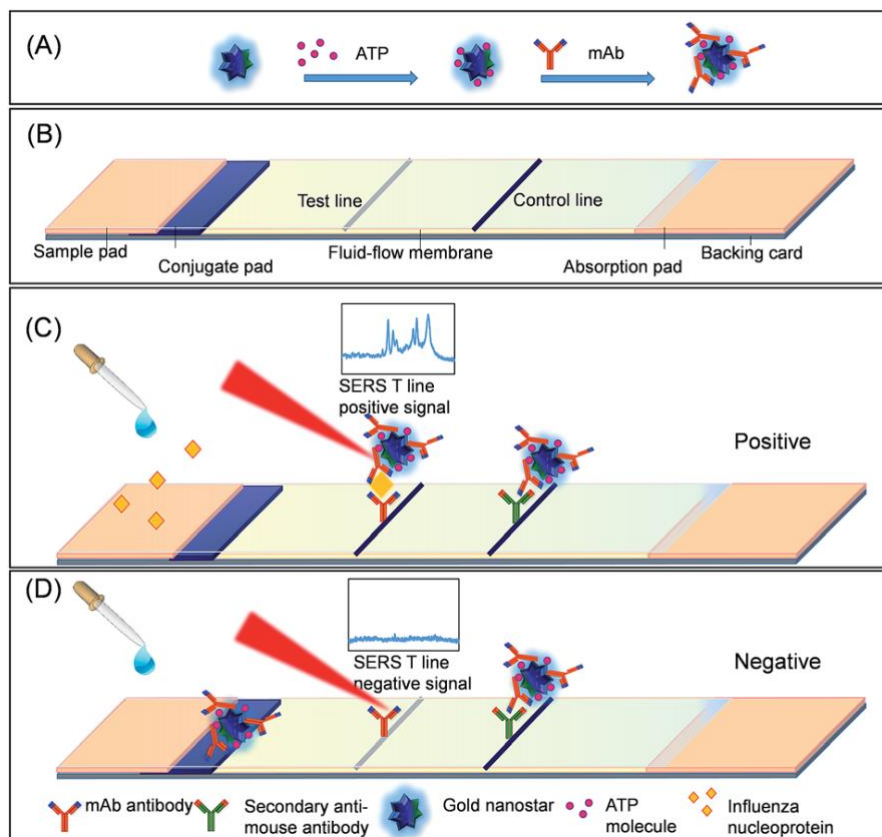 (A)
ATP
mAb
(B)
Test line
Control line
Sample pad
Conjugate pad
Fluid-flow membrane
Absorption pad
Backing card
(C)
SERS T line
positive signal
Positive
(D)
SERS T line
negative signal
Negative
mAb antibody
Secondary anti-
mouse antibody
Gold nanostar
ATP
molecule
Influenza
nucleoprotein